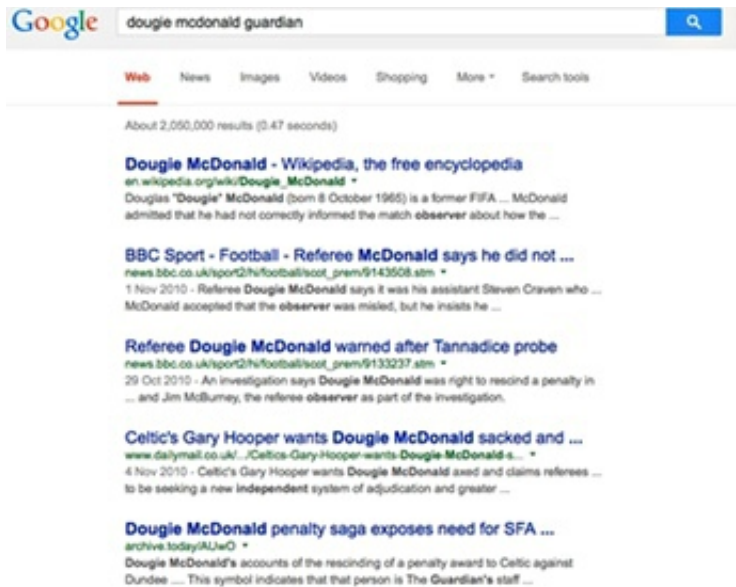 Google dougie mcdonald guardian
Web News Images Videos Shopping More Search tools
About 2,050,000 results (0.47 seconds)
Dougie McDonald - Wikipedia, the free encyclopedia
en.wikipedia.org/wiki/Dougie_McDonald
Douglas "Dougie" McDonald (born 8 October 1965) is a former FIFA ... McDonald
admitted that he had not correctly informed the match observer about how the ...
BBC Sport - Football - Referee McDonald says he did not ...
news.bbc.co.uk/sport2/hi/football/scot_prem/9143508.stm
1 Nov 2010 - Referee Dougie McDonald says it was his assistant Steven Craven who ...
McDonald accepted that the observer was misled, but he insists he ...
Referee Dougie McDonald warned after Tannadice probe
news.bbc.co.uk/sport2/hi/football/scot_prem/9133237.stm
29 Oct 2010 - An investigation says Dougie McDonald was right to rescind a penalty in
... and Jim McBurney, the referee observer as part of the investigation.
Celtic's Gary Hooper wants Dougie McDonald sacked and ...
www.dailymail.co.uk/.../Celtics-Gary-Hooper-wants-Dougie-McDonald-s...
4 Nov 2010 - Celtic's Gary Hooper wants Dougie McDonald axed and claims referees ...
to be seeking a new independent system of adjudication and greater ...
Dougie McDonald penalty saga exposes need for SFA ...
archive.today/AUwO
Dougie McDonald's accounts of the rescinding of a penalty award to Celtic against
Dundee .... This symbol indicates that that person is The Guardian's staff ...